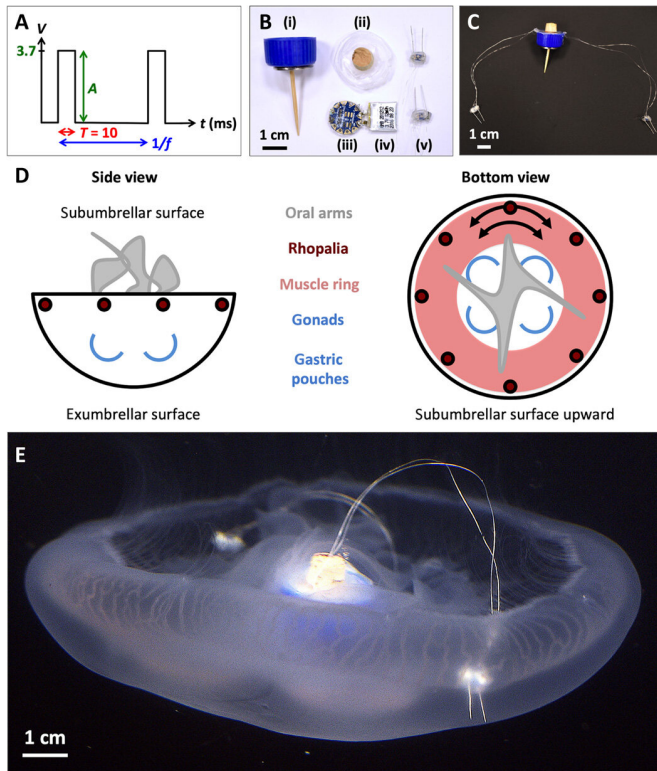 A
V
3.7
A
T = 10
1/f
t (ms)
B
(i)
(ii)
(iii)
(iv)
(v)
1 cm
C
1 cm
D
Side view
Bottom view
Subumbrellar surface
Oral arms
Rhopalia
Muscle ring
Gonads
Gastric
pouches
Exumbrellar surface
Subumbrellar surface upward
E
1 cm